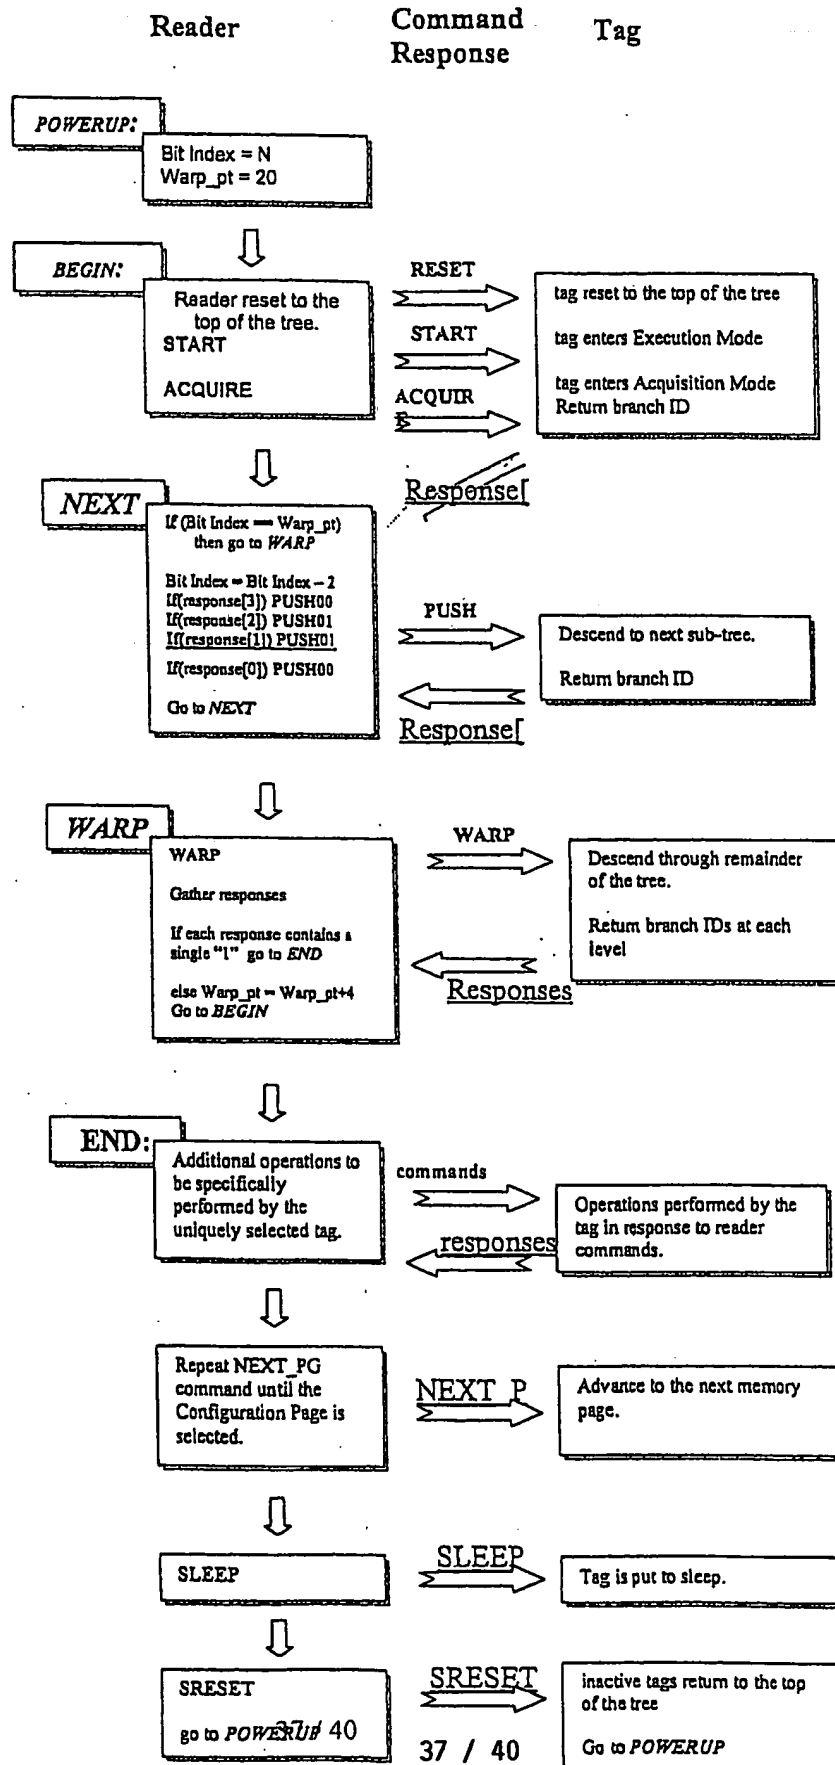 Reader
Command
Response
Tag
POWERUP:
Bit Index = N
Warp_pt = 20
BEGIN:
Reader reset to the
top of the tree.
START
ACQUIRE
RESET
START
ACQUIR
E
tag reset to the top of the tree
tag enters Execution Mode
tag enters Acquisition Mode
Return branch ID
Response[
NEXT
If (Bit Index == Warp_pt)
then go to WARP
Bit Index = Bit Index – 2
If(response[3]) PUSH00
If(response[2]) PUSH01
If(response[1]) PUSH01
If(response[0]) PUSH00
Go to NEXT
PUSH
Response[
Descend to next sub-tree.
Return branch ID
WARP
WARP
Gather responses
If each response contains a
single "1" go to END
else Warp_pt = Warp_pt+4
Go to BEGIN
WARP
Responses
Descend through remainder
of the tree.
Return branch IDs at each
level
END:
Additional operations to
be specifically
performed by the
uniquely selected tag.
commands
responses
Operations performed by the
tag in response to reader
commands.
Repeat NEXT_PG
command until the
Configuration Page is
selected.
NEXT P
Advance to the next memory
page.
SLEEP
SLEEP
Tag is put to sleep.
SRESET
go to POWERUP
37 / 40
SRESET
inactive tags return to the top
of the tree
Go to POWERUP
37 / 40